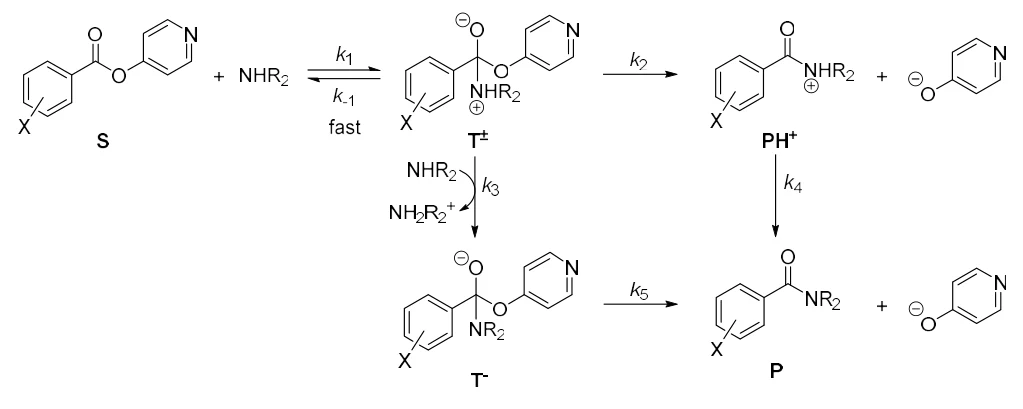 O O N
X
S
+ NHR₂
k₁
k₋₁
fast
⊖ O O N
NHR₂
⊕
X
T±
k₂
O
NHR₂
⊕
X
PH⁺
+ ⊖ O N
NHR₂
NH₂R₂⁺
k₃
k₄
⊖ O O N
NR₂
X
T⁻
k₅
O
NR₂
X
P
+ ⊖ O N